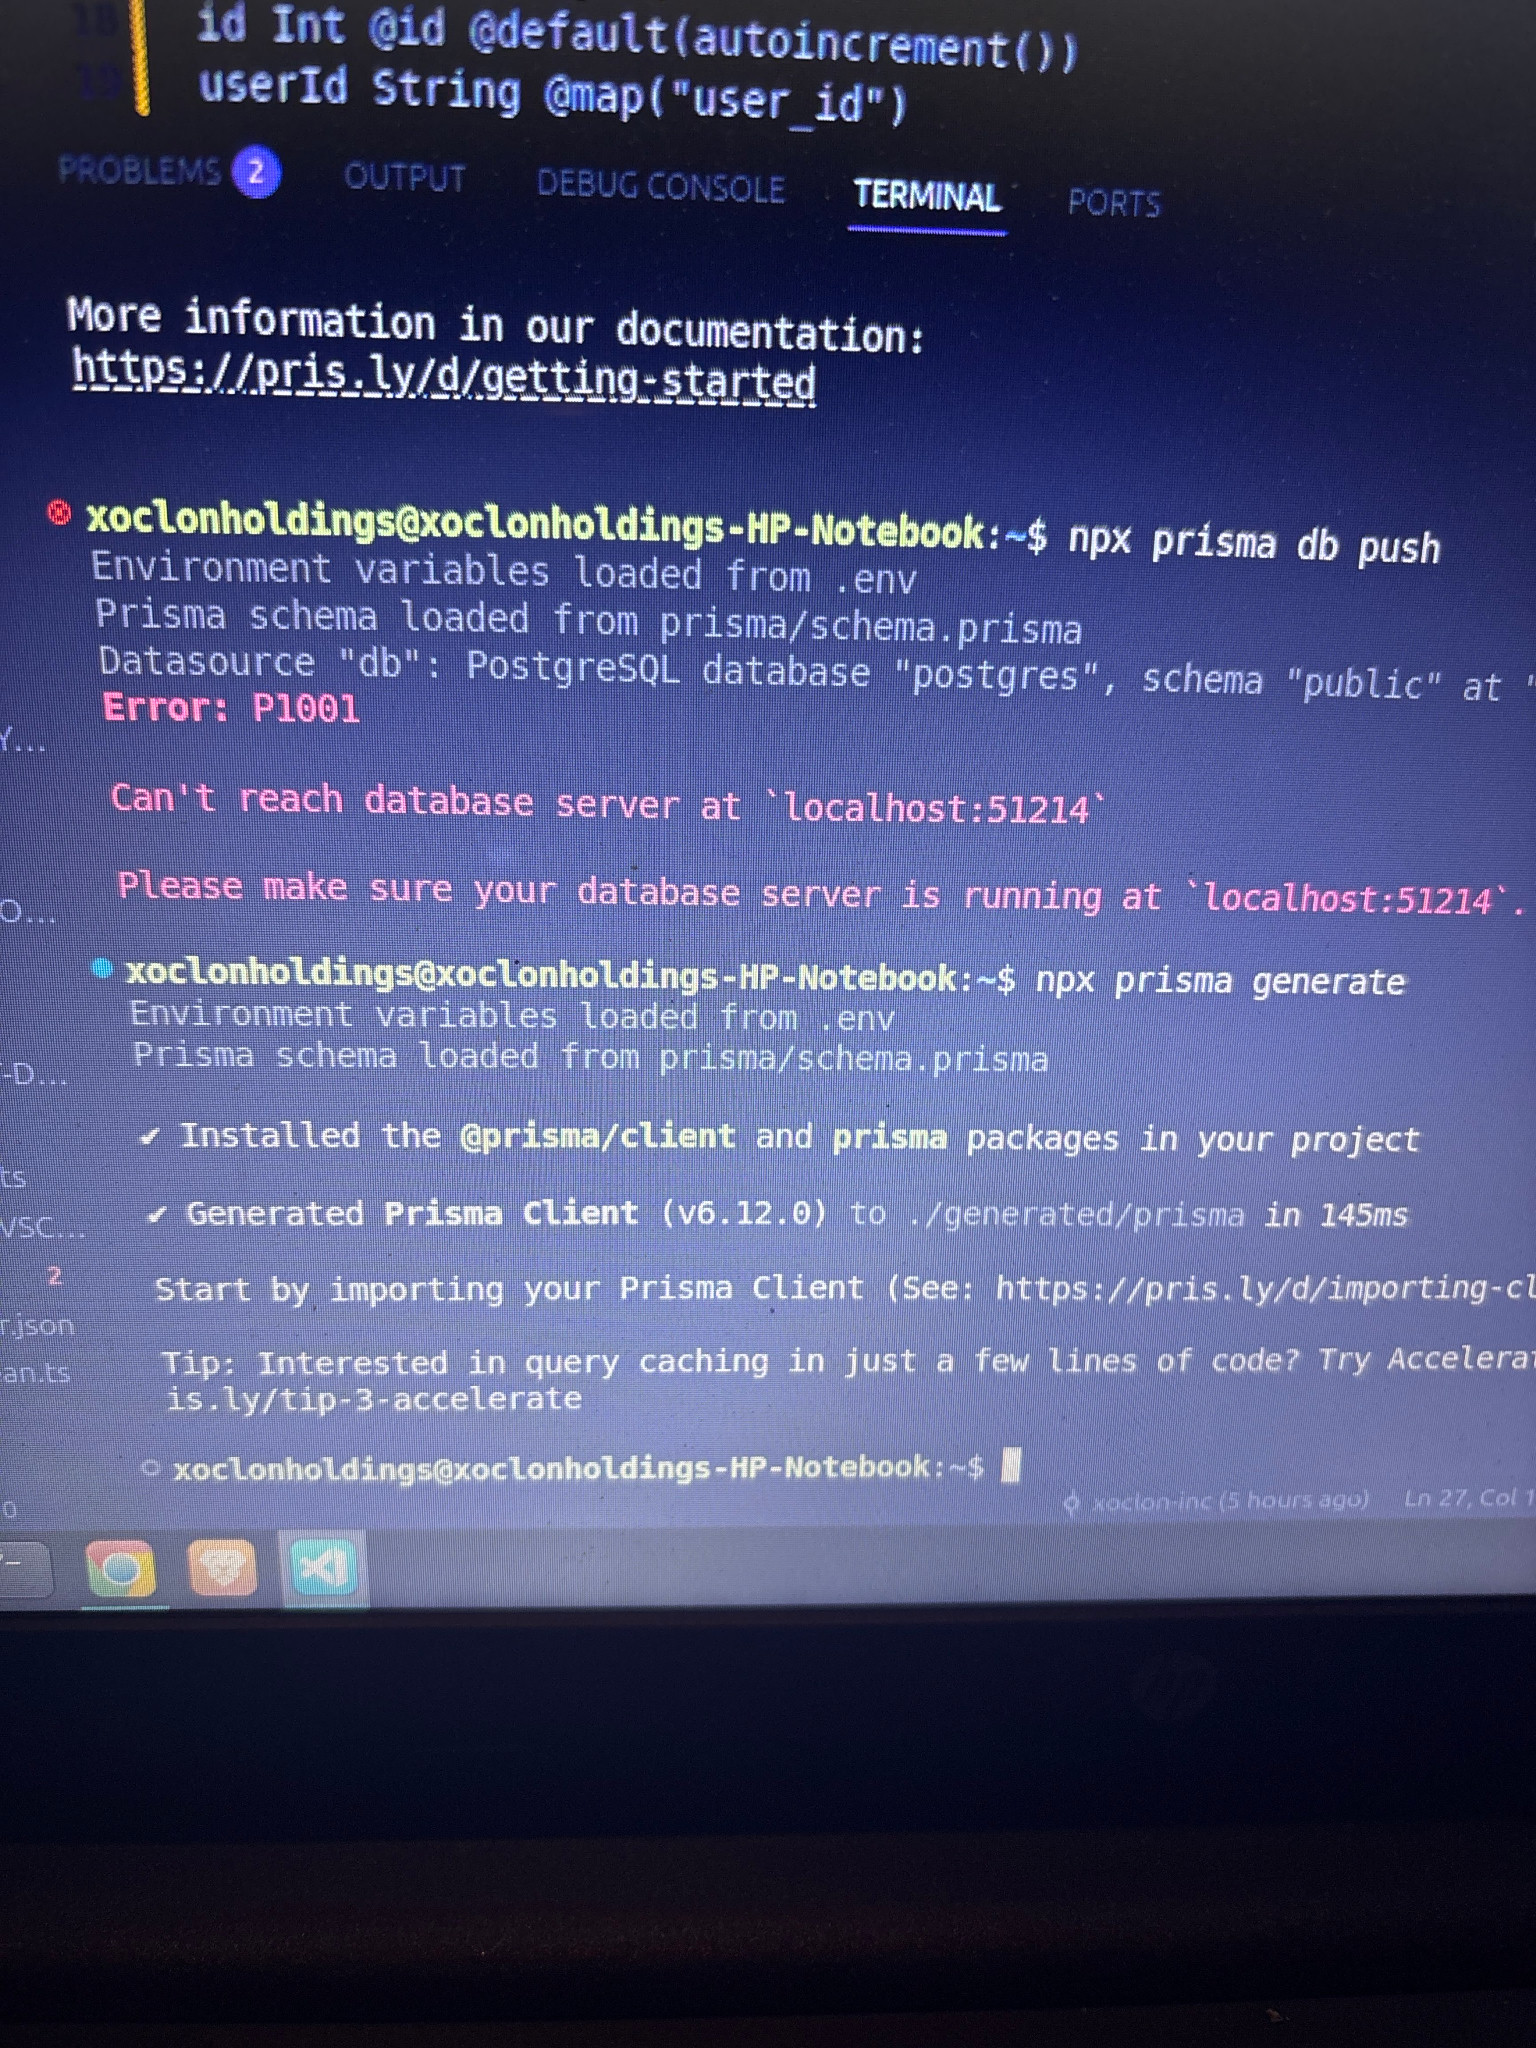 18 id Int @id @default(autoincrement())
19 userId String @map("user_id")
PROBLEMS 2 OUTPUT DEBUG CONSOLE TERMINAL PORTS
More information in our documentation:
https://pris.ly/d/getting-started
xoclonholdings@xoclonholdings-HP-Notebook:~$ npx prisma db push
Environment variables loaded from .env
Prisma schema loaded from prisma/schema.prisma
Datasource "db": PostgreSQL database "postgres", schema "public" at "
Error: P1001
Y...
Can't reach database server at `localhost:51214`
Please make sure your database server is running at `localhost:51214`.
O...
xoclonholdings@xoclonholdings-HP-Notebook:~$ npx prisma generate
Environment variables loaded from .env
Prisma schema loaded from prisma/schema.prisma
-D...
✔ Installed the @prisma/client and prisma packages in your project
ts
✔ Generated Prisma Client (v6.12.0) to ./generated/prisma in 145ms
VSC...
2
Start by importing your Prisma Client (See: https://pris.ly/d/importing-cl
r.json
Tip: Interested in query caching in just a few lines of code? Try Accelerat
an.ts
is.ly/tip-3-accelerate
xoclonholdings@xoclonholdings-HP-Notebook:~$
0
xoclon-inc (5 hours ago) Ln 27, Col 1
hp